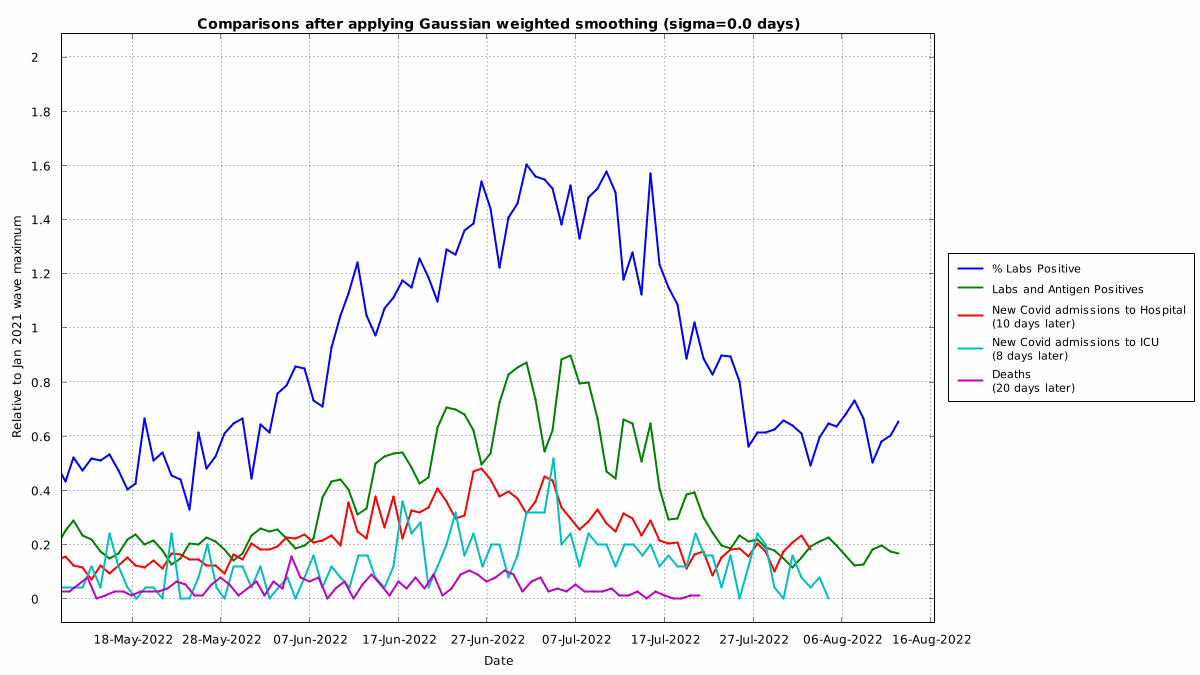 Comparisons after applying Gaussian weighted smoothing (sigma=0.0 days)
Relative to Jan 2021 wave maximum
2
1.8
1.6
1.4
1.2
1
0.8
0.6
0.4
0.2
0
18-May-2022 28-May-2022 07-Jun-2022 17-Jun-2022 27-Jun-2022 07-Jul-2022 17-Jul-2022 27-Jul-2022 06-Aug-2022 16-Aug-2022
Date
% Labs Positive
Labs and Antigen Positives
New Covid admissions to Hospital
(10 days later)
New Covid admissions to ICU
(8 days later)
Deaths
(20 days later)